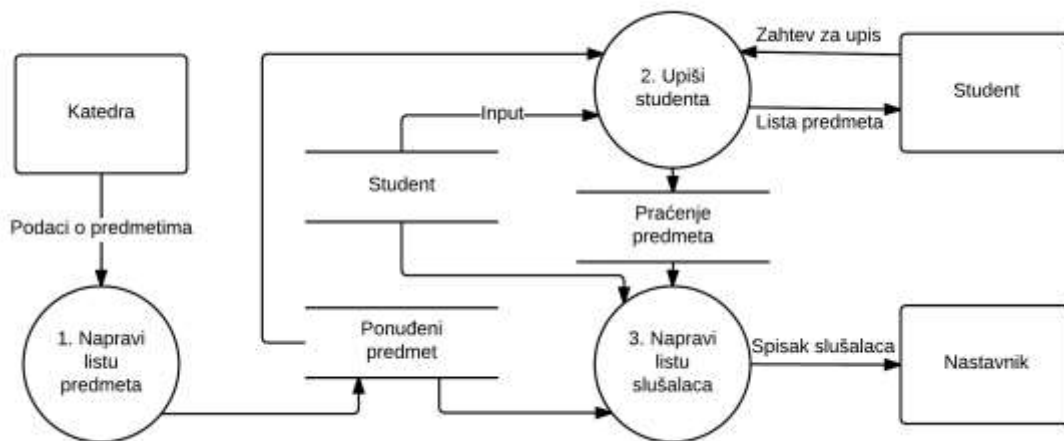 Katedra
Podaci o predmetima
1. Napravi
listu
predmeta
Input
Student
Ponuđeni
predmet
2. Upiši
studenta
Praćenje
predmeta
3. Napravi
listu
slušalaca
Zahtev za upis
Lista predmeta
Student
Spisak slušalaca
Nastavnik